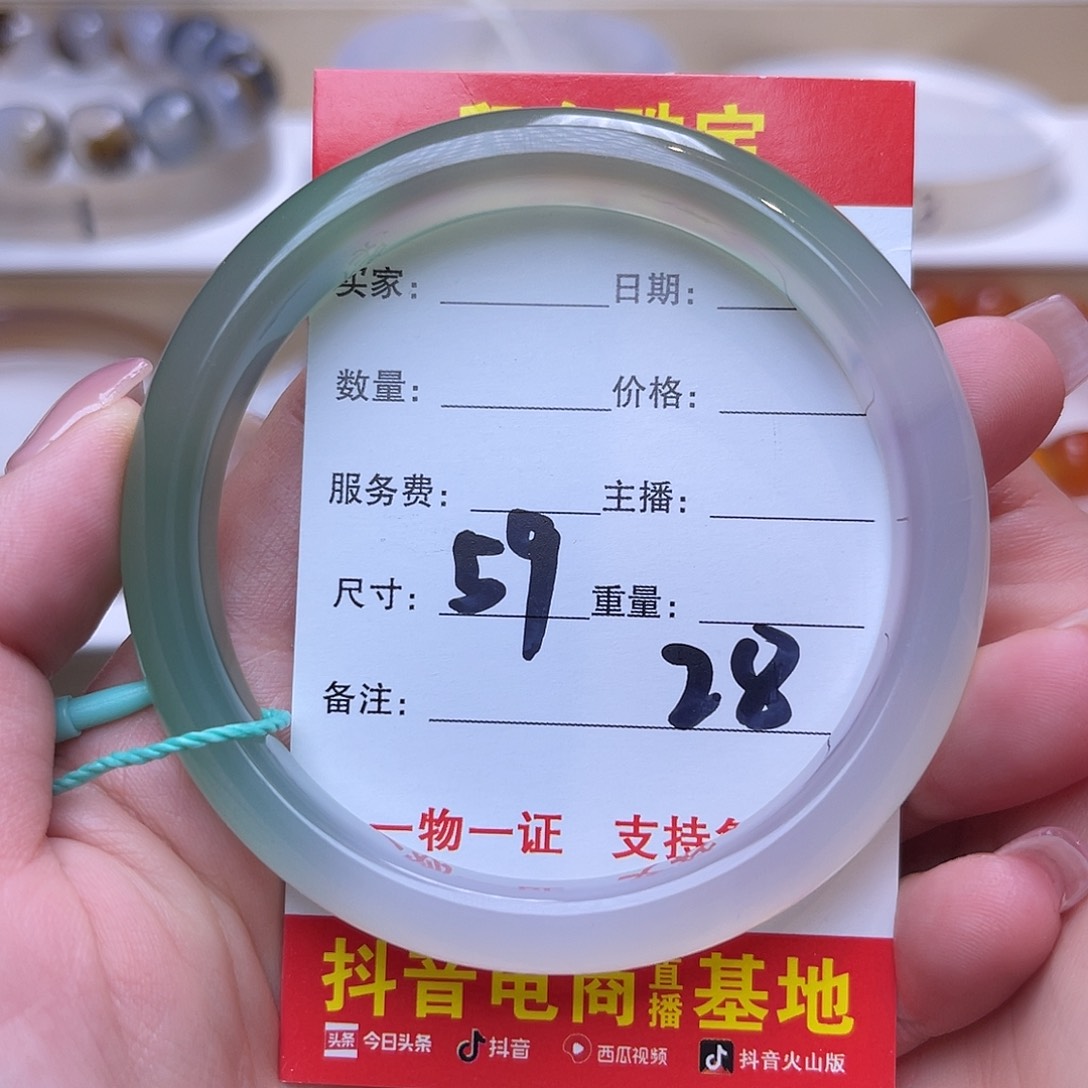 买家： 日期：
数量： 价格：
服务费： 主播：
尺寸：59 重量：
备注： 28
一物一证 支持
抖音电商直播基地
头条 今日头条 抖音 西瓜视频 抖音火山版